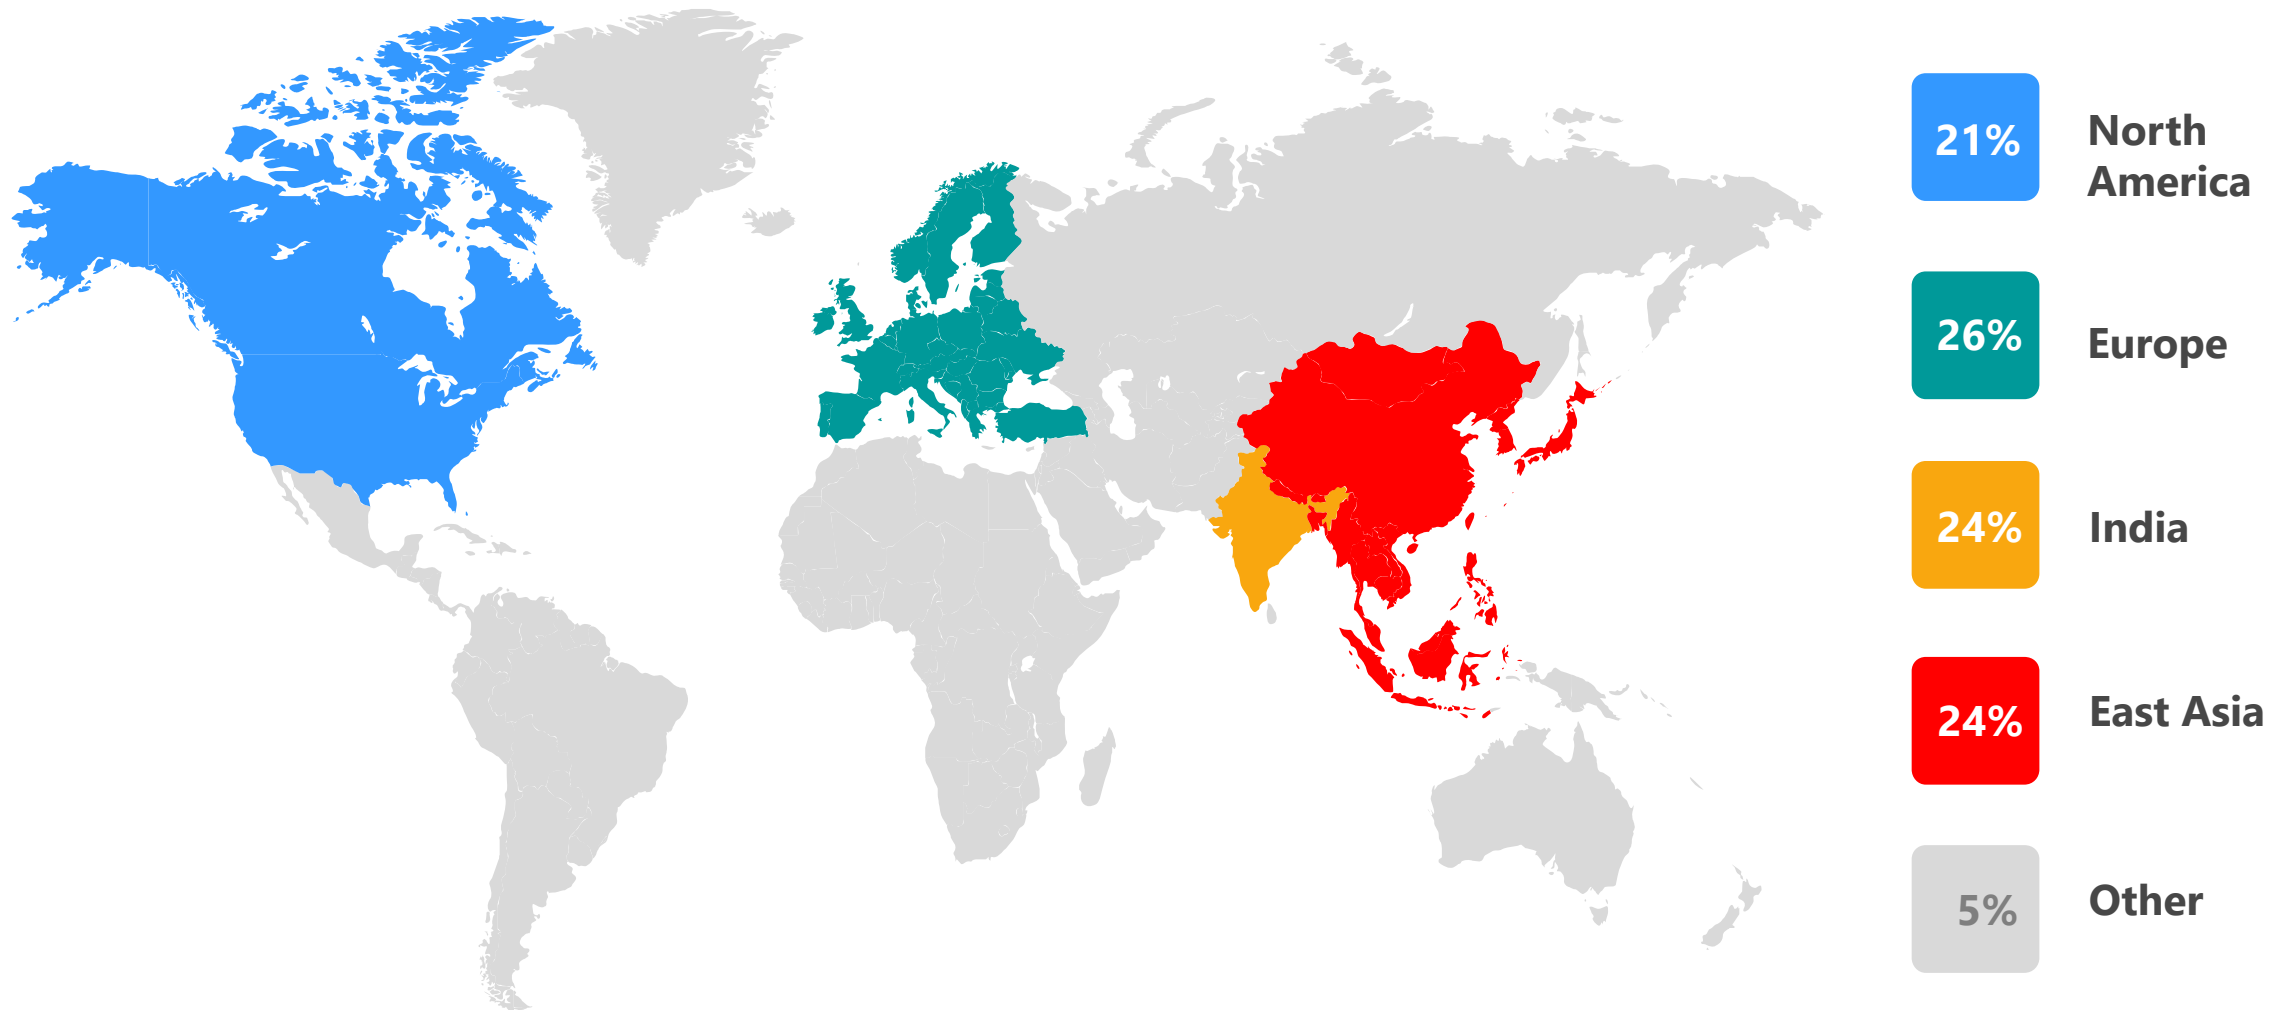 21%
North
America
26%
Europe
24%
India
24%
East Asia
5%
Other